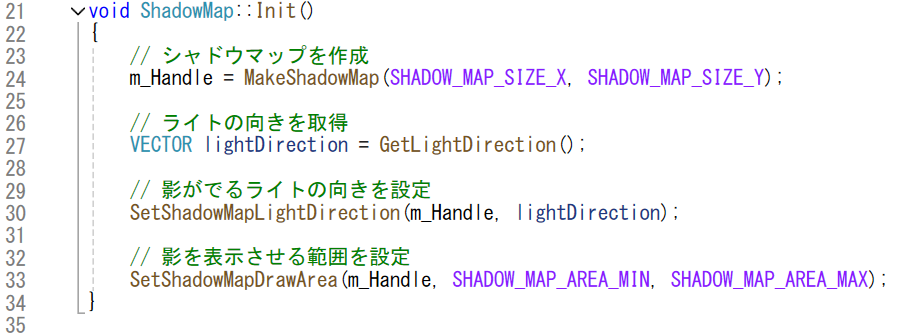 21 void ShadowMap::Init()
22 {
23 // シャドウマップを作成
24 m_Handle = MakeShadowMap(SHADOW_MAP_SIZE_X, SHADOW_MAP_SIZE_Y);
25
26 // ライトの向きを取得
27 VECTOR lightDirection = GetLightDirection();
28
29 // 影がでるライトの向きを設定
30 SetShadowMapLightDirection(m_Handle, lightDirection);
31
32 // 影を表示させる範囲を設定
33 SetShadowMapDrawArea(m_Handle, SHADOW_MAP_AREA_MIN, SHADOW_MAP_AREA_MAX);
34 }
35